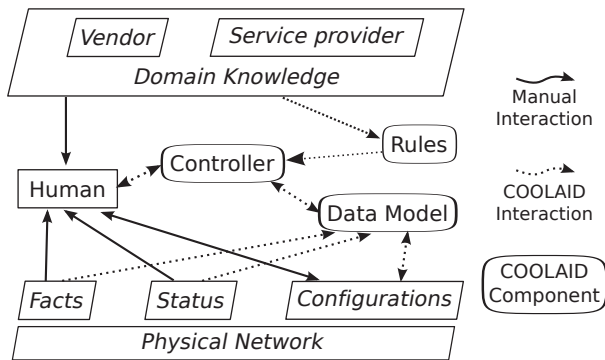 Vendor
Service provider
Domain Knowledge
Manual
Interaction
Rules
Controller
Human
COOLAID
Interaction
Data Model
COOLAID
Component
Facts
Status
Configurations
Physical Network